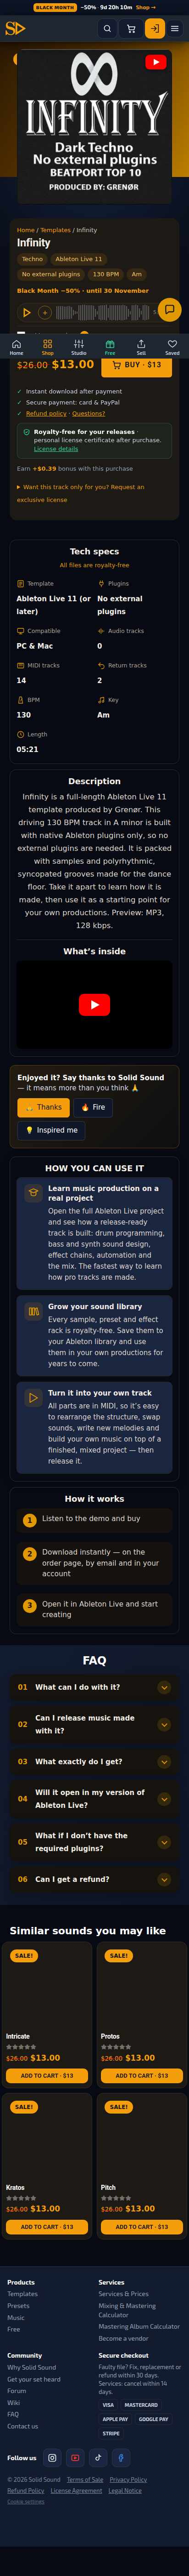 BLACK MONTH −50% · 9d 20h 10m Shop →
130 BPM Dark Techno
No external plugins
BEATPORT TOP 10
PRODUCED BY: GRENØR
Home / Templates / Infinity
Infinity
Techno Ableton Live 11
No external plugins 130 BPM Am
Black Month −50% · until 30 November
Home Shop Studio Free Sell Saved
$26.00 $13.00 BUY · $13
✓ Instant download after payment
✓ Secure payment: card & PayPal
✓ Refund policy · Questions?
Royalty-free for your releases ·
personal license certificate after purchase.
License details
Earn +$0.39 bonus with this purchase
▸ Want this track only for you? Request an
exclusive license
Tech specs
All files are royalty-free
Template
Ableton Live 11 (or
later)
Plugins
No external
plugins
Compatible
PC & Mac
Audio tracks
0
MIDI tracks
14
Return tracks
2
BPM
130
Key
Am
Length
05:21
Description
Infinity is a full-length Ableton Live 11
template produced by Grenør. This
driving 130 BPM track in A minor is built
with native Ableton plugins only, so no
external plugins are needed. It is packed
with samples and polyrhythmic,
syncopated grooves made for the dance
floor. Take it apart to learn how it is
made, then use it as a starting point for
your own productions. Preview: MP3,
128 kbps.
What's inside
Enjoyed it? Say thanks to Solid Sound
— it means more than you think 🙏
👍 Thanks 🔥 Fire
💡 Inspired me
HOW YOU CAN USE IT
Learn music production on a
real project
Open the full Ableton Live project
and see how a release-ready
track is built: drum programming,
bass and synth sound design,
effect chains, automation and
the mix. The fastest way to learn
how pro tracks are made.
Grow your sound library
Every sample, preset and effect
chain is royalty-free. Save them to
your Ableton library and use
them in your own productions for
years to come.
Turn it into your own track
All parts are in MIDI, so it's easy
to rearrange the structure, swap
sounds, write new melodies and
build a track of your own on top
of a finished, mixed project — then
release it.
How it works
1 Listen to the demo and buy
2 Download instantly — on the
order page, by email and in your
account
3 Open it in Ableton Live and start
creating
FAQ
01 What can I do with it?
02 Can I release music made
with it?
03 What exactly do I get?
04 Will it open in my version of
Ableton Live?
05 What if I don't have the
required plugins?
06 Can I get a refund?
Similar sounds you may like
SALE!
Intricate
$26.00 $13.00
ADD TO CART · $13
SALE!
Protos
$26.00 $13.00
ADD TO CART · $13
SALE!
Kratos
$26.00 $13.00
ADD TO CART · $13
SALE!
Pitch
$26.00 $13.00
ADD TO CART · $13
Products
Templates
Presets
Music
Free
Services
Services & Prices
Mixing & Mastering
Calculator
Mastering Album Calculator
Become a vendor
Community
Why Solid Sound
Get your set heard
Forum
Wiki
FAQ
Contact us
Secure checkout
Faulty file? Fix, replacement or
refund within 30 days.
Services: cancel within 14
days.
VISA MASTERCARD
APPLE PAY GOOGLE PAY
STRIPE
Follow us
© 2026 Solid Sound Terms of Sale Privacy Policy
Refund Policy License Agreement Legal Notice
Cookie settings